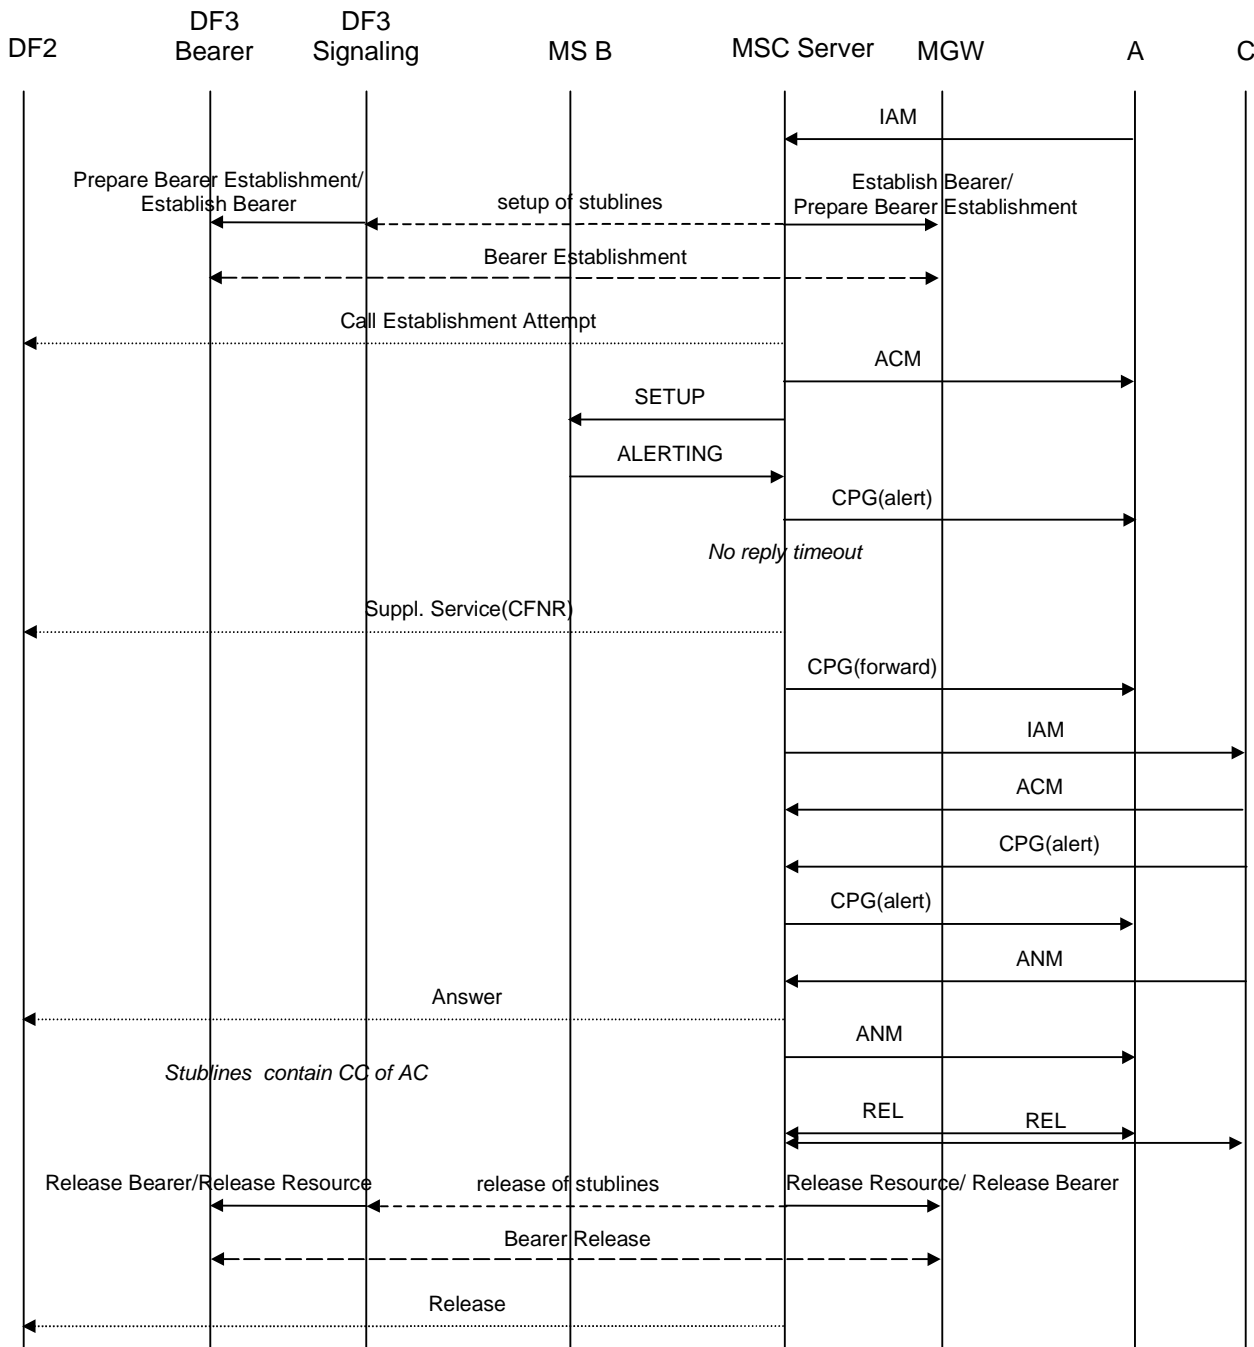 DF2
DF3
Bearer
DF3
Signaling
MS B
MSC Server
MGW
A
C
IAM
Prepare Bearer Establishment/
Establish Bearer
setup of stublines
Establish Bearer/
Prepare Bearer Establishment
Bearer Establishment
Call Establishment Attempt
ACM
SETUP
ALERTING
CPG(alert)
No reply timeout
Suppl. Service(CFNR)
CPG(forward)
IAM
ACM
CPG(alert)
CPG(alert)
ANM
Answer
ANM
Stublines contain CC of AC
REL
REL
Release Bearer/Release Resource
release of stublines
Release Resource/ Release Bearer
Bearer Release
Release